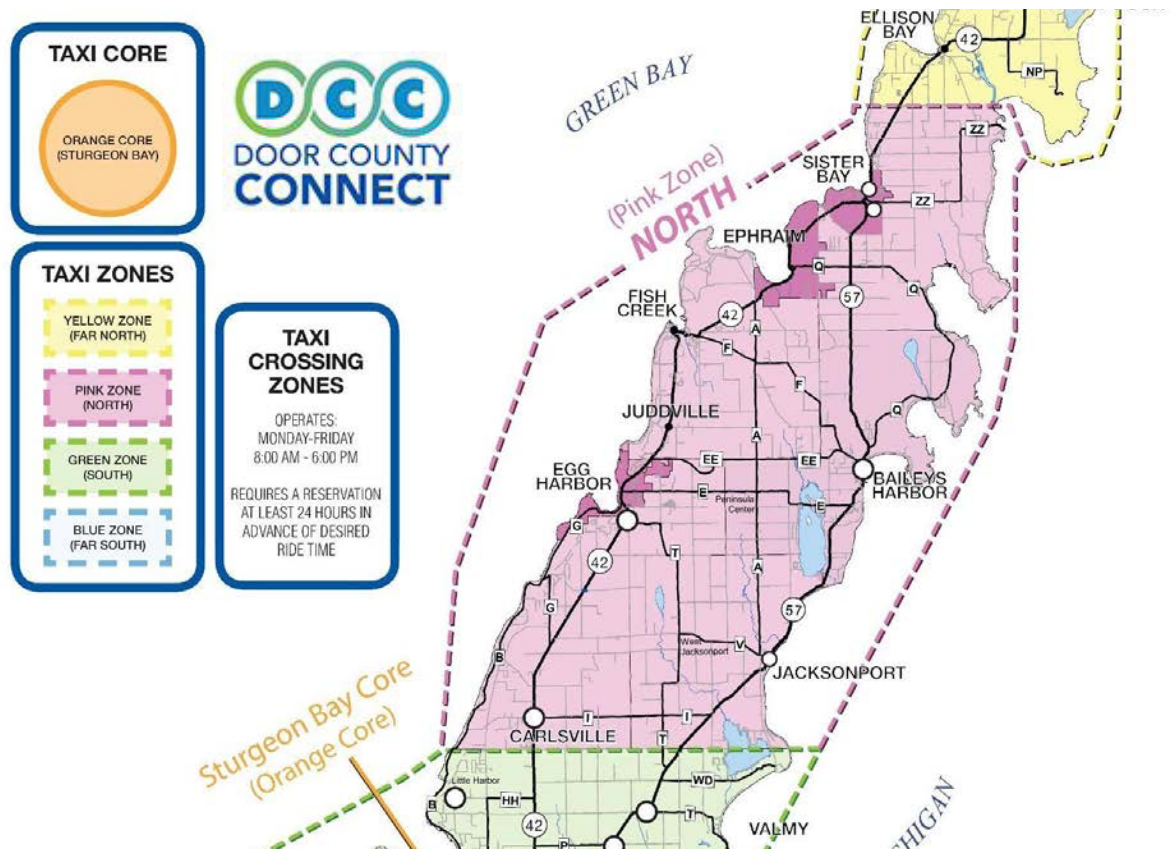 TAXI CORE
ORANGE CORE
(STURGEON BAY)
DCC
DOOR COUNTY
CONNECT
TAXI ZONES
YELLOW ZONE
(FAR NORTH)
PINK ZONE
(NORTH)
GREEN ZONE
(SOUTH)
BLUE ZONE
(FAR SOUTH)
TAXI
CROSSING
ZONES
OPERATES:
MONDAY-FRIDAY
8:00 AM - 6:00 PM
REQUIRES A RESERVATION
AT LEAST 24 HOURS IN
ADVANCE OF DESIRED
RIDE TIME
GREEN BAY
(Pink Zone)
NORTH
ELLISON
BAY
42
NP
ZZ
SISTER
BAY
ZZ
EPHRAIM
Q
Q
57
FISH
CREEK
42
A
F
F
Q
JUDDVILLE
A
EE
EE
EGG
HARBOR
E
Peninsula
Center
E
BAILEYS
HARBOR
G
42
T
A
G
57
B
West
Jacksonport
V
JACKSONPORT
I
I
CARLSVILLE
T
Sturgeon Bay Core
(Orange Core)
Little Harbor
WD
B
HH
42
T
P
VALMY
HIGAN